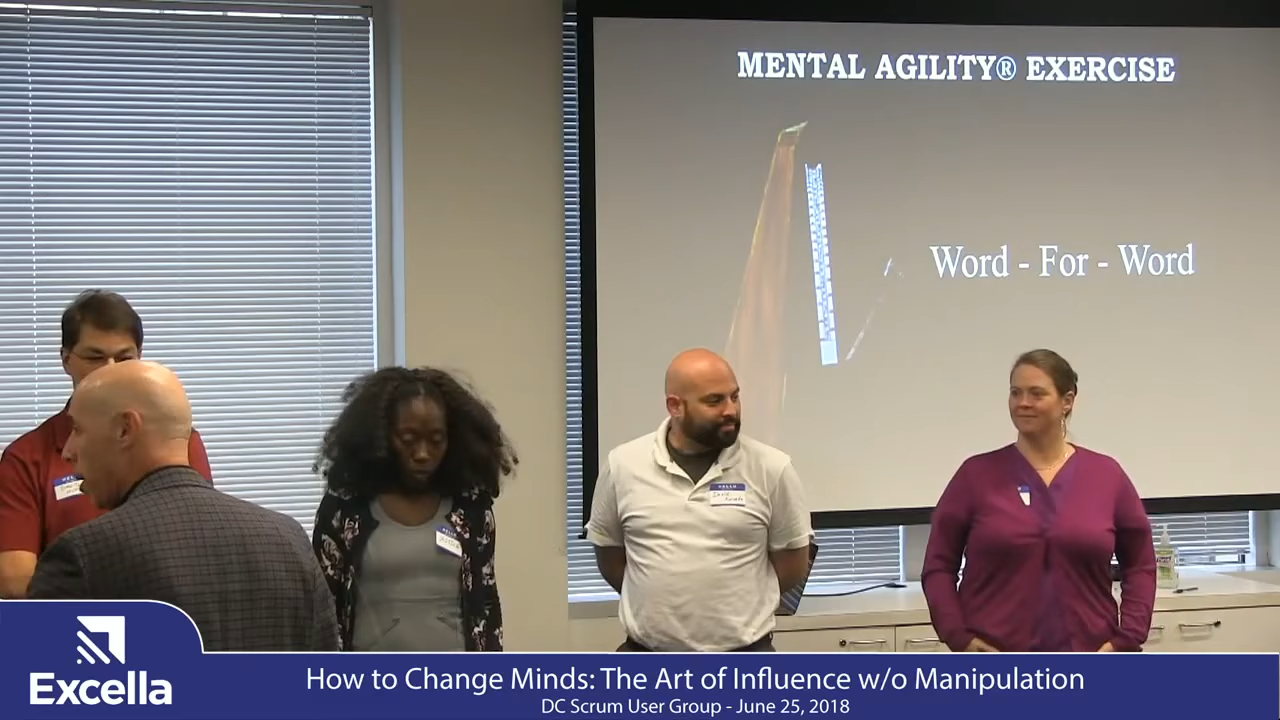 MENTAL AGILITY® EXERCISE
Word - For - Word
HELLO
Excella
How to Change Minds: The Art of Influence w/o Manipulation
DC Scrum User Group - June 25, 2018